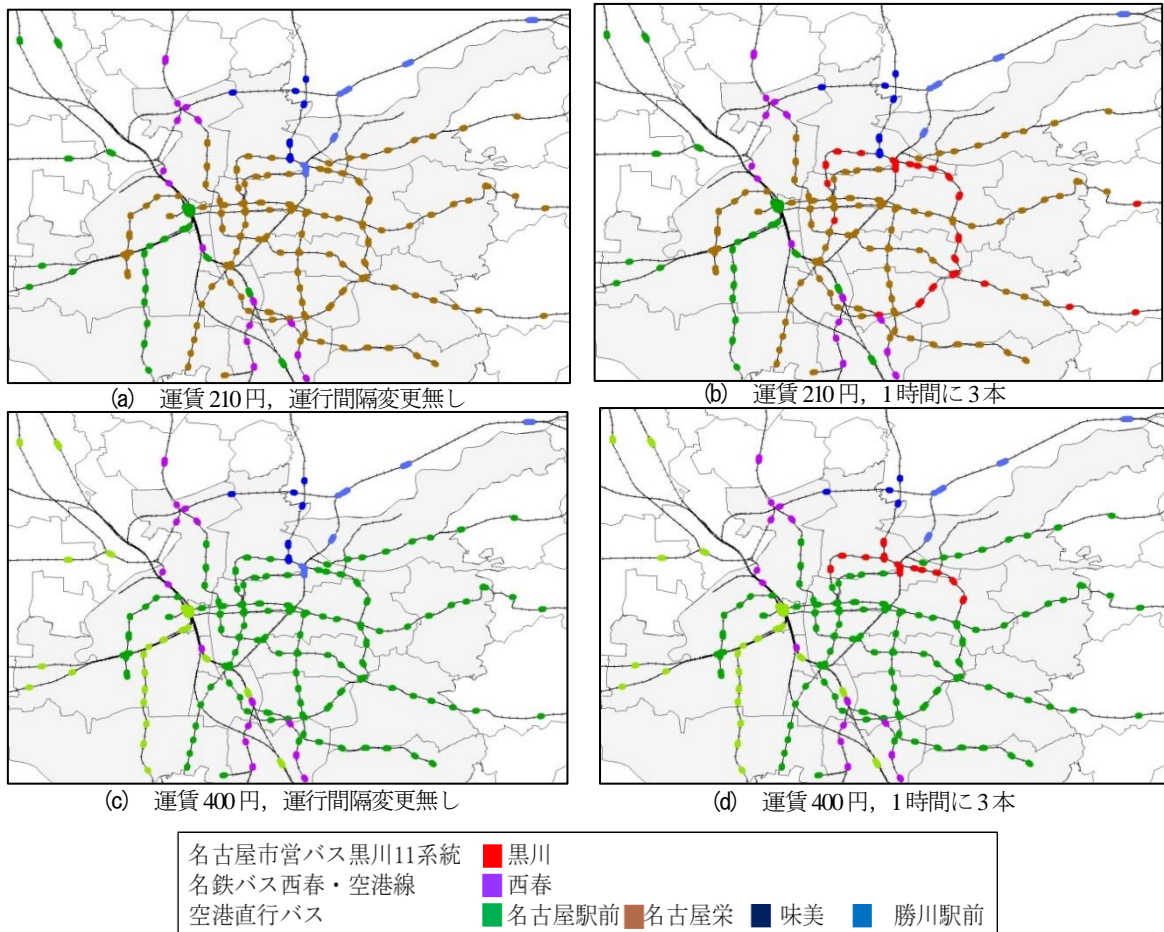 (a) 運賃210円，運行間隔変更無し
(b) 運賃210円，1時間に3本
(c) 運賃400円，運行間隔変更無し
(d) 運賃400円，1時間に3本
名古屋市営バス黒川11系統 黒川
名鉄バス西春・空港線 西春
空港直行バス 名古屋駅前 名古屋栄 味美 勝川駅前